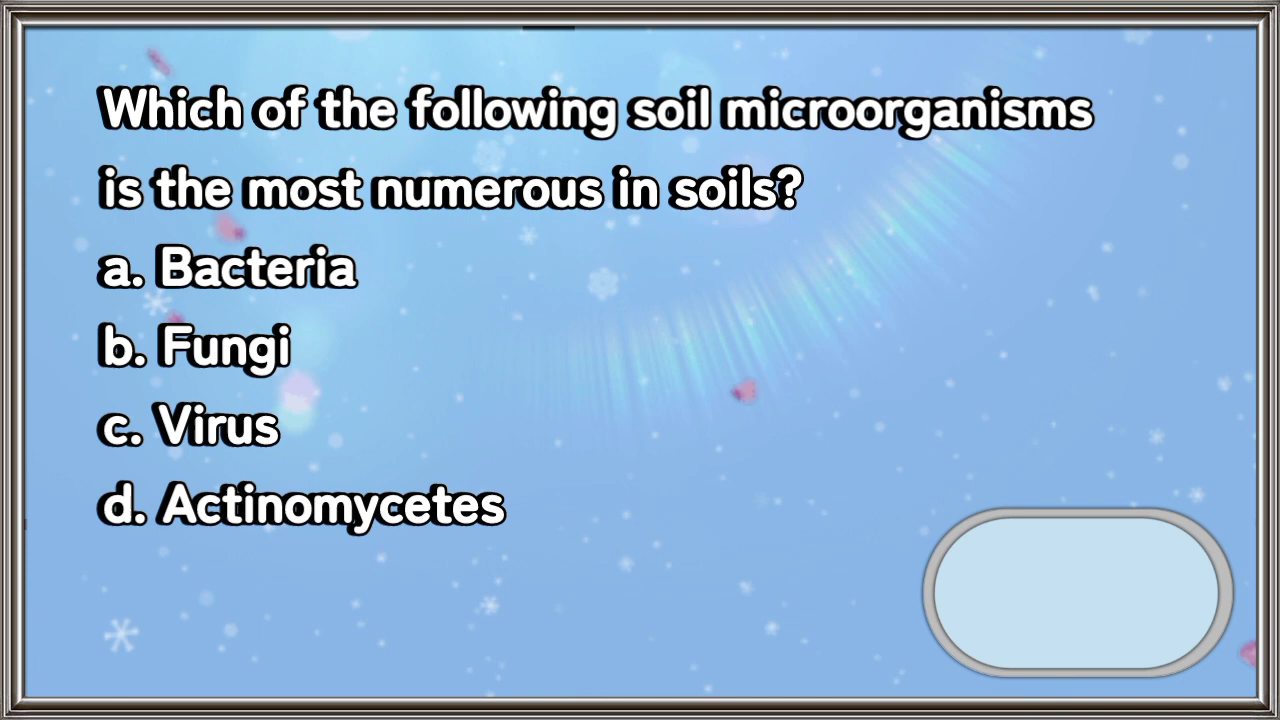 Which of the following soil microorganisms
is the most numerous in soils?
a. Bacteria
b. Fungi
c. Virus
d. Actinomycetes